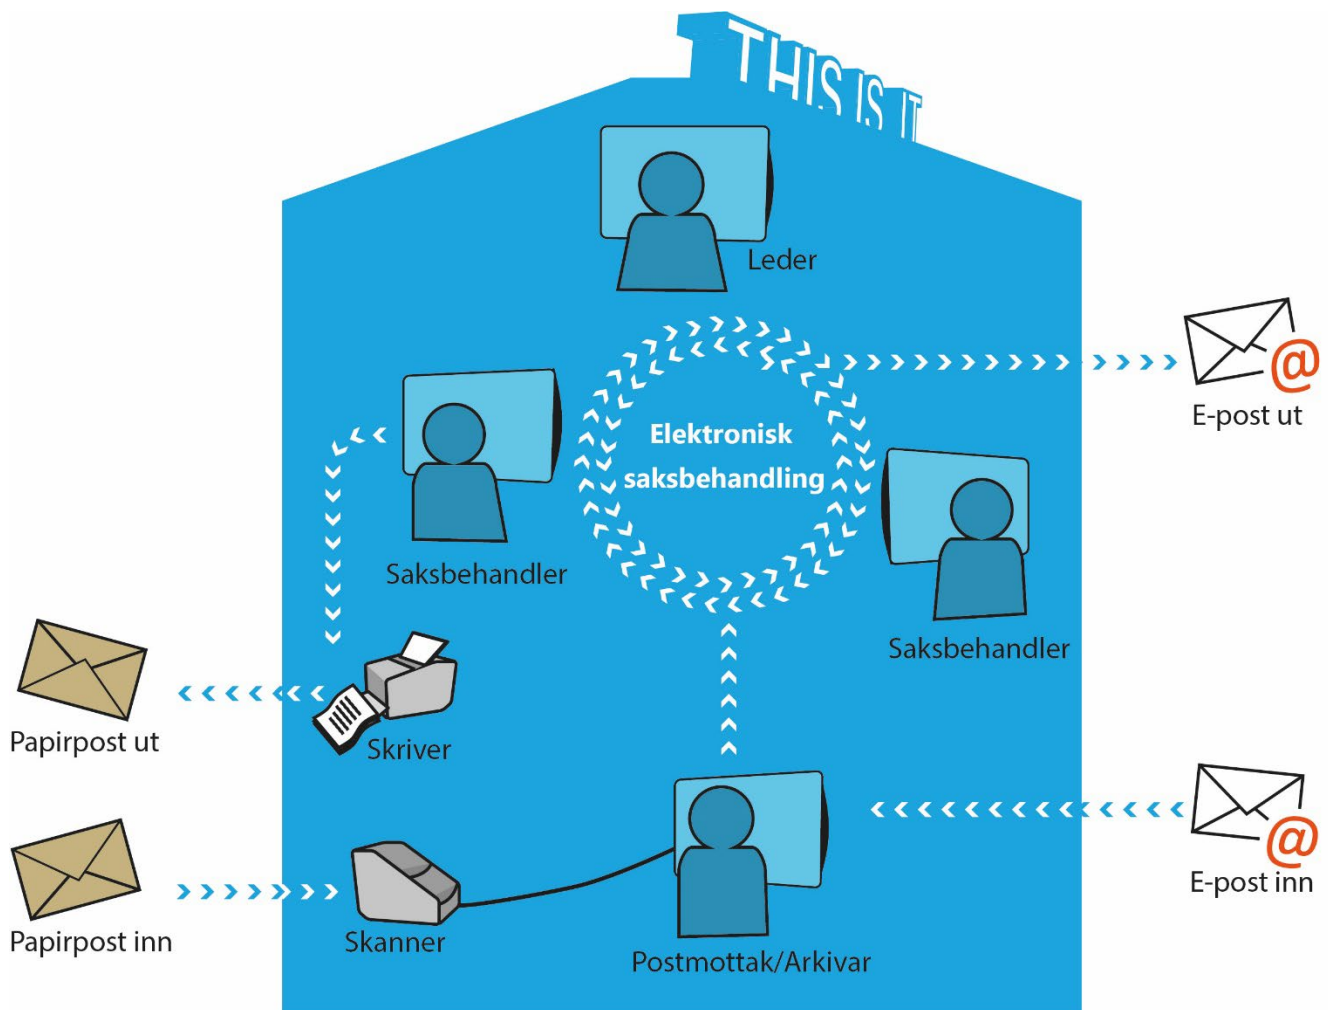 THIS IS IT
Leder
E-post ut
Elektronisk
saksbehandling
Saksbehandler
Saksbehandler
Papirpost ut
Skriver
E-post inn
Papirpost inn
Skanner
Postmottak/Arkivar